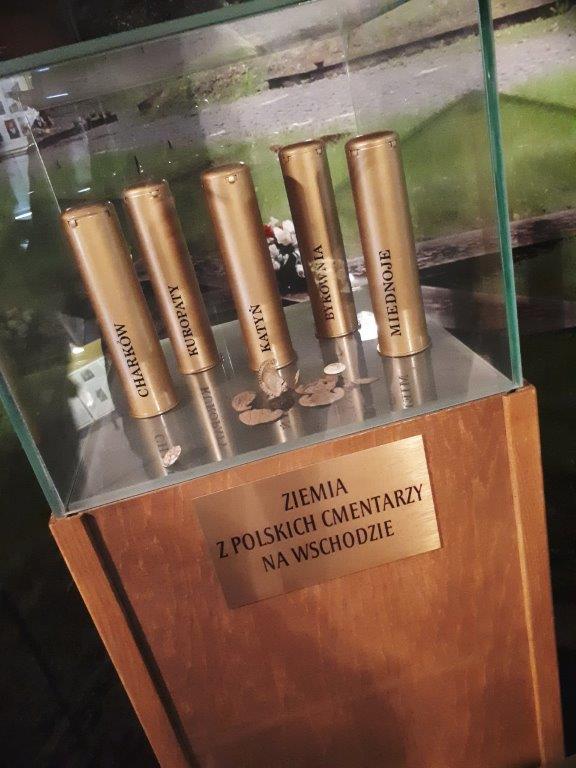 CHARKÓW
KUROPATY
KATYŃ
BYKOWNIA
MIEDNOJE
ZIEMIA
Z POLSKICH CMENTARZY
NA WSCHODZIE